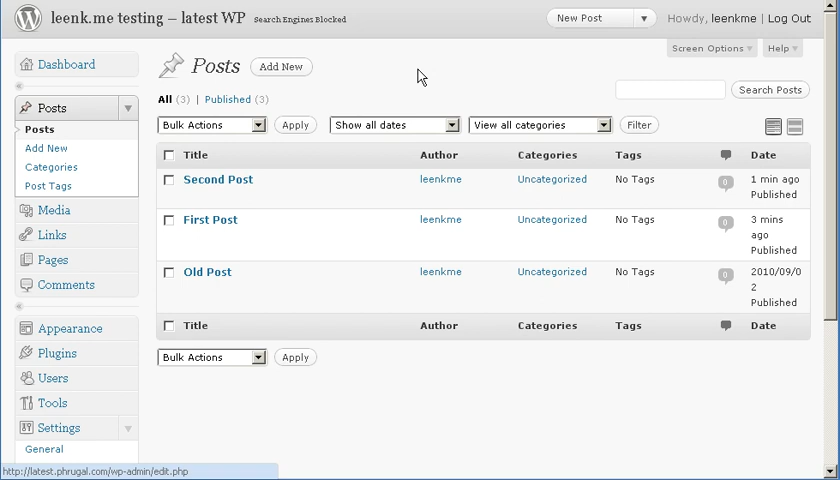 leenk.me testing – latest WP Search Engines Blocked
New Post
Howdy, leenkme | Log Out
Screen Options
Help
Dashboard
Posts
Posts
Add New
Categories
Post Tags
Media
Links
Pages
Comments
Appearance
Plugins
Users
Tools
Settings
General
Posts Add New
All (3) | Published (3)
Search Posts
Bulk Actions Apply Show all dates View all categories Filter
Title Author Categories Tags Date
Second Post leenkme Uncategorized No Tags 0 1 min ago
Published
First Post leenkme Uncategorized No Tags 0 3 mins
ago
Published
Old Post leenkme Uncategorized No Tags 0 2010/09/0
2
Published
Title Author Categories Tags Date
Bulk Actions Apply
http://latest.phrugal.com/wp-admin/edit.php